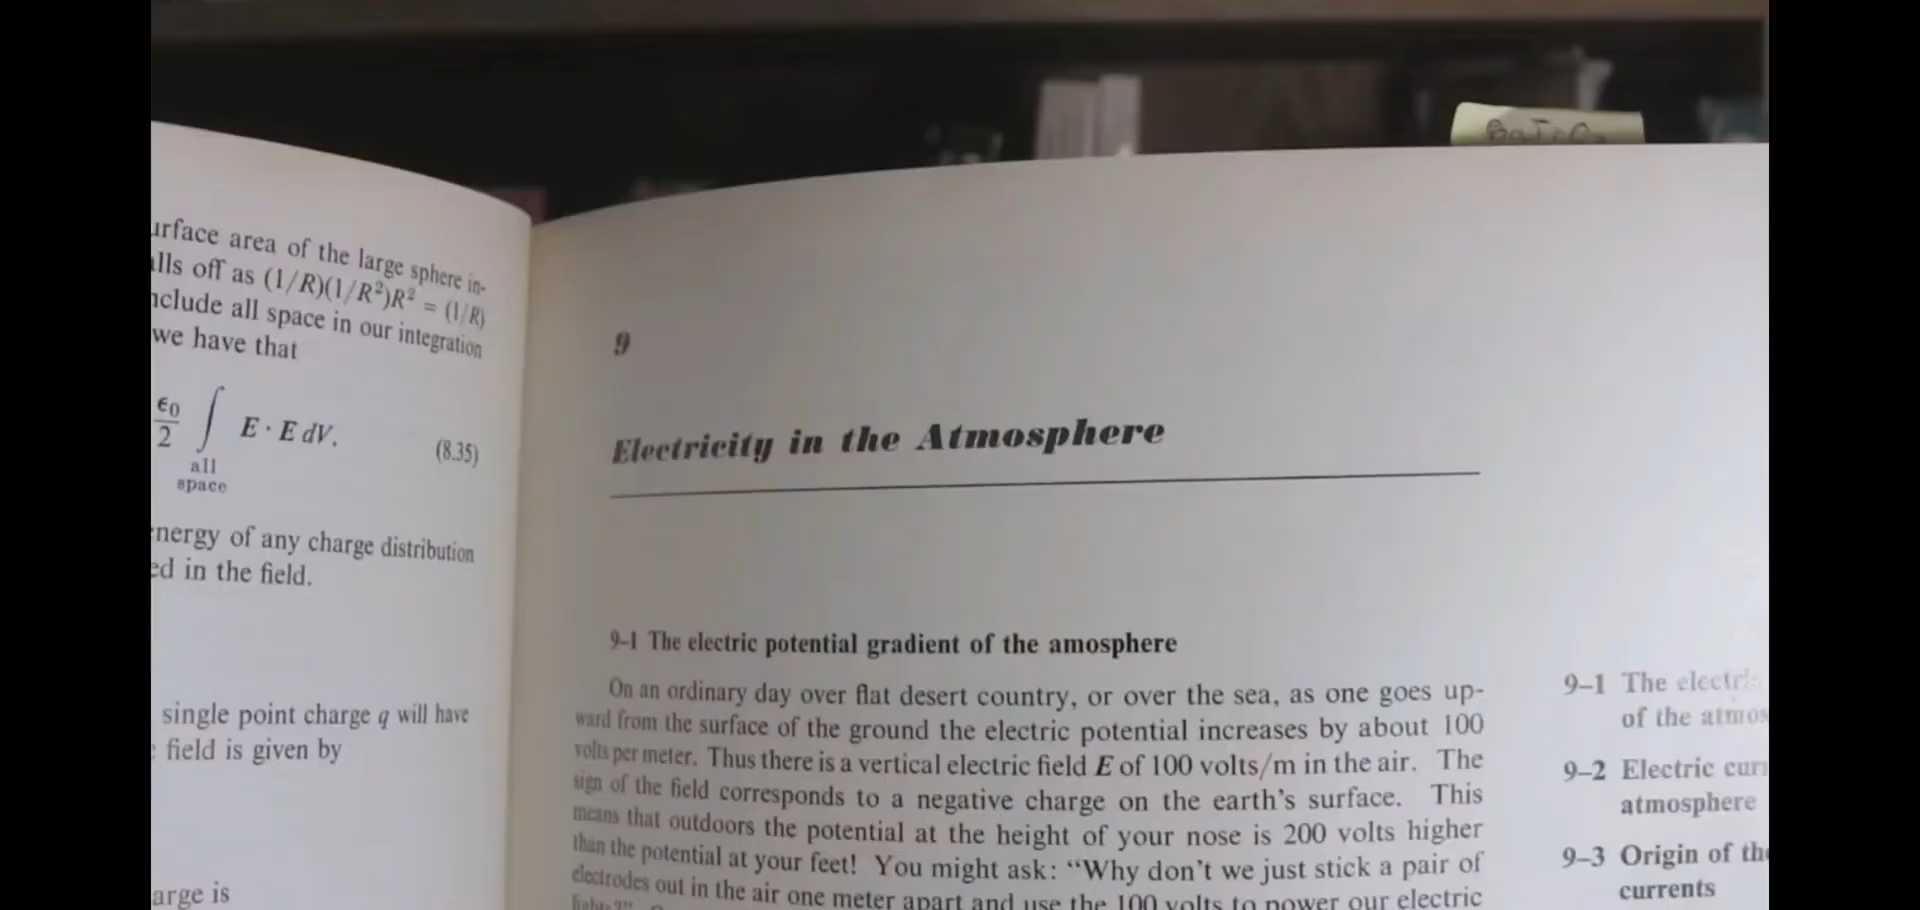 BaTiO3
urface area of the large sphere in-
alls off as (1/R)(1/R²)R² = (1/R)
nclude all space in our integration
we have that
ϵ0/2 ∫ E · E dV. (8.35)
all
space
energy of any charge distribution
ed in the field.
single point charge q will have
field is given by
arge is
9
Electricity in the Atmosphere
9–1 The electric potential gradient of the amosphere
On an ordinary day over flat desert country, or over the sea, as one goes up-
ward from the surface of the ground the electric potential increases by about 100
volts per meter. Thus there is a vertical electric field E of 100 volts/m in the air. The
sign of the field corresponds to a negative charge on the earth's surface. This
means that outdoors the potential at the height of your nose is 200 volts higher
than the potential at your feet! You might ask: “Why don't we just stick a pair of
electrodes out in the air one meter apart and use the 100 volts to power our electric
lights?”
9–1 The electric
of the atmos
9–2 Electric curr
atmosphere
9–3 Origin of the
currents